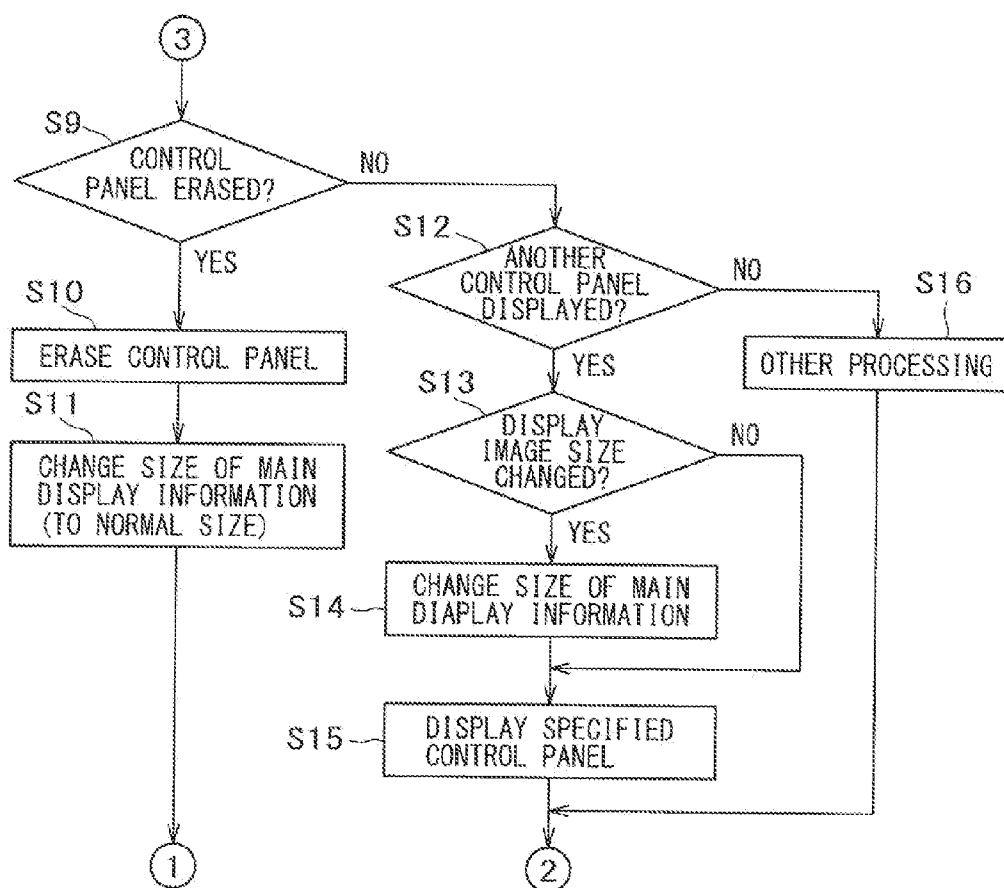 3
S9
CONTROL
PANEL ERASED?
NO
YES
S10
ERASE CONTROL PANEL
S11
CHANGE SIZE OF MAIN
DISPLAY INFORMATION
(TO NORMAL SIZE)
1
S12
ANOTHER
CONTROL PANEL
DISPLAYED?
NO
YES
S16
OTHER PROCESSING
S13
DISPLAY
IMAGE SIZE
CHANGED?
NO
YES
S14
CHANGE SIZE OF MAIN
DIAPLAY INFORMATION
S15
DISPLAY SPECIFIED
CONTROL PANEL
2